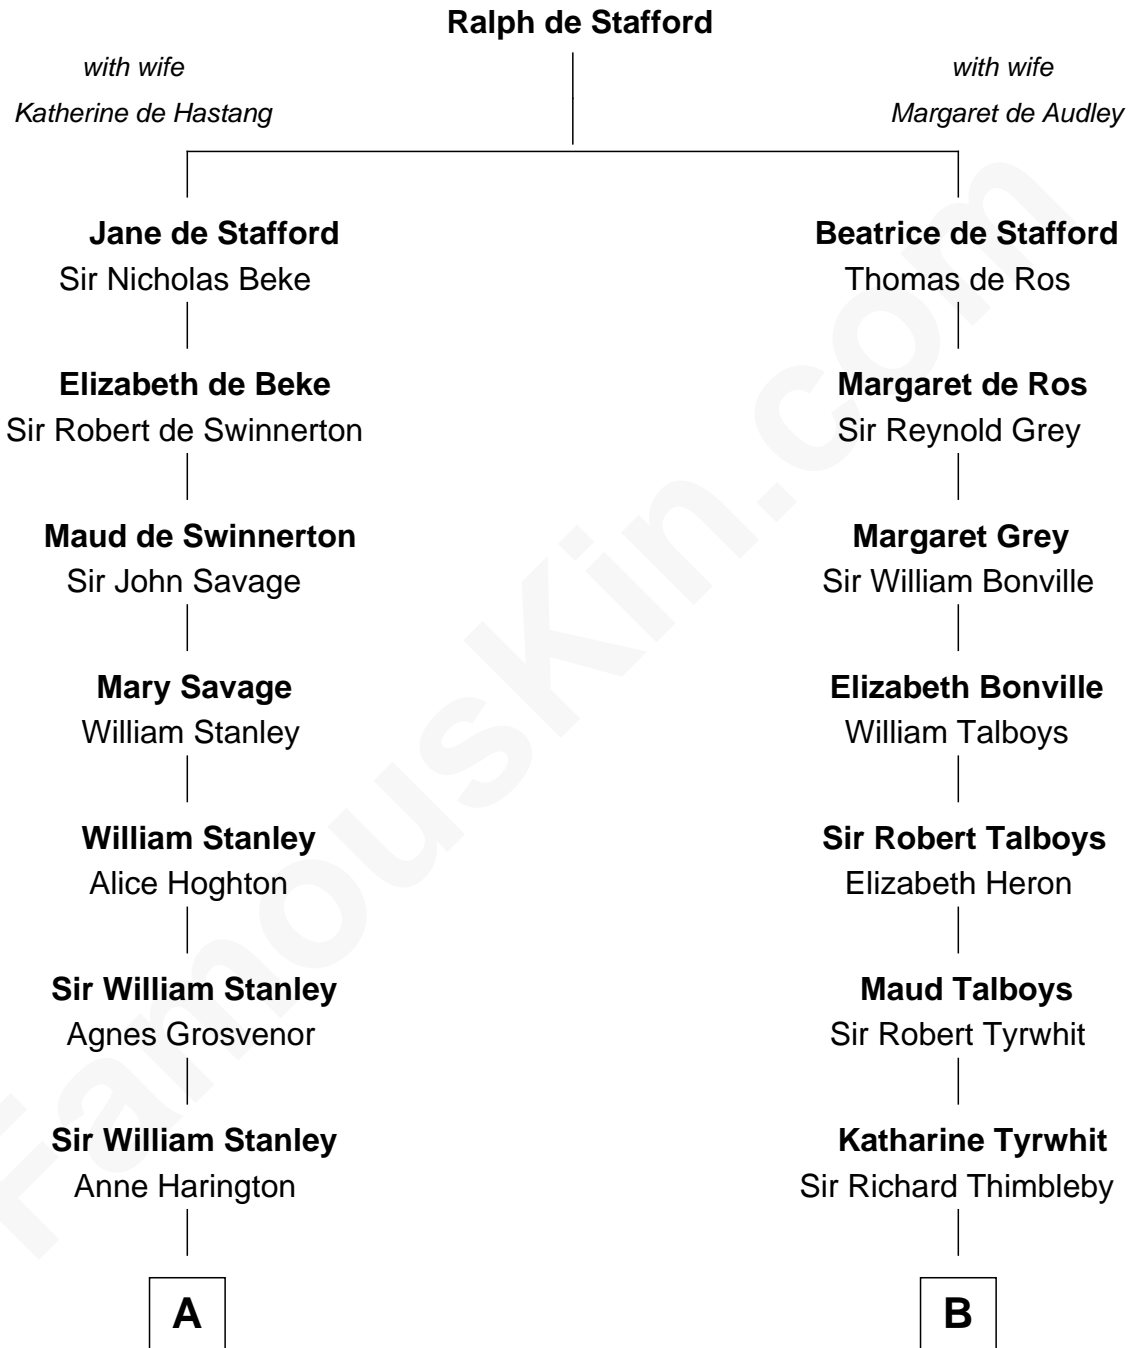 Ralph de Stafford
with wife
Katherine de Hastang
with wife
Margaret de Audley
Jane de Stafford
Sir Nicholas Beke
Beatrice de Stafford
Thomas de Ros
Elizabeth de Beke
Sir Robert de Swinnerton
Margaret de Ros
Sir Reynold Grey
Maud de Swinnerton
Sir John Savage
Margaret Grey
Sir William Bonville
Mary Savage
William Stanley
Elizabeth Bonville
William Talboys
William Stanley
Alice Hoghton
Sir Robert Talboys
Elizabeth Heron
Sir William Stanley
Agnes Grosvenor
Maud Talboys
Sir Robert Tyrwhit
Sir William Stanley
Anne Harington
Katharine Tyrwhit
Sir Richard Thimbleby
A
B
FamousKin.com